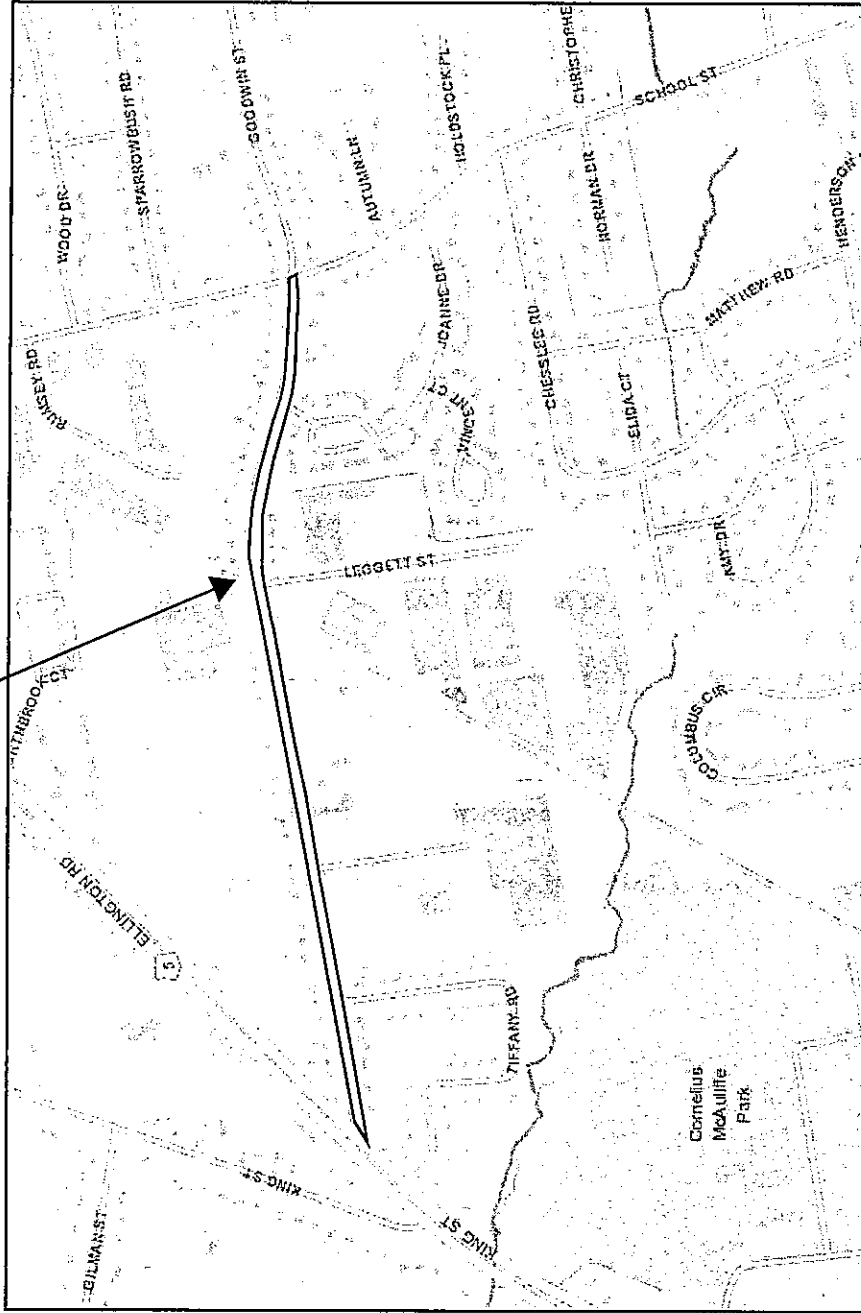 WOOD DR
SPARROWBUSH RD
GOODWIN ST
RUMSEY RD
AUTUMN LN
HOLDSTOCK PL
CHRISTOPHE
SCHOOL ST
NORMAN DR
HENDERSON
MATTHEW RD
JOANNE DR
VINCENT CT
CHESSLEE RD
ELIDA CT
LEGGETT ST
AMY DR
COLUMBUS CIR
ELLINGTON RD
5
TIFFANY RD
KING ST
KING ST
GILMAN ST
Cornelius
McAuliffe
Park